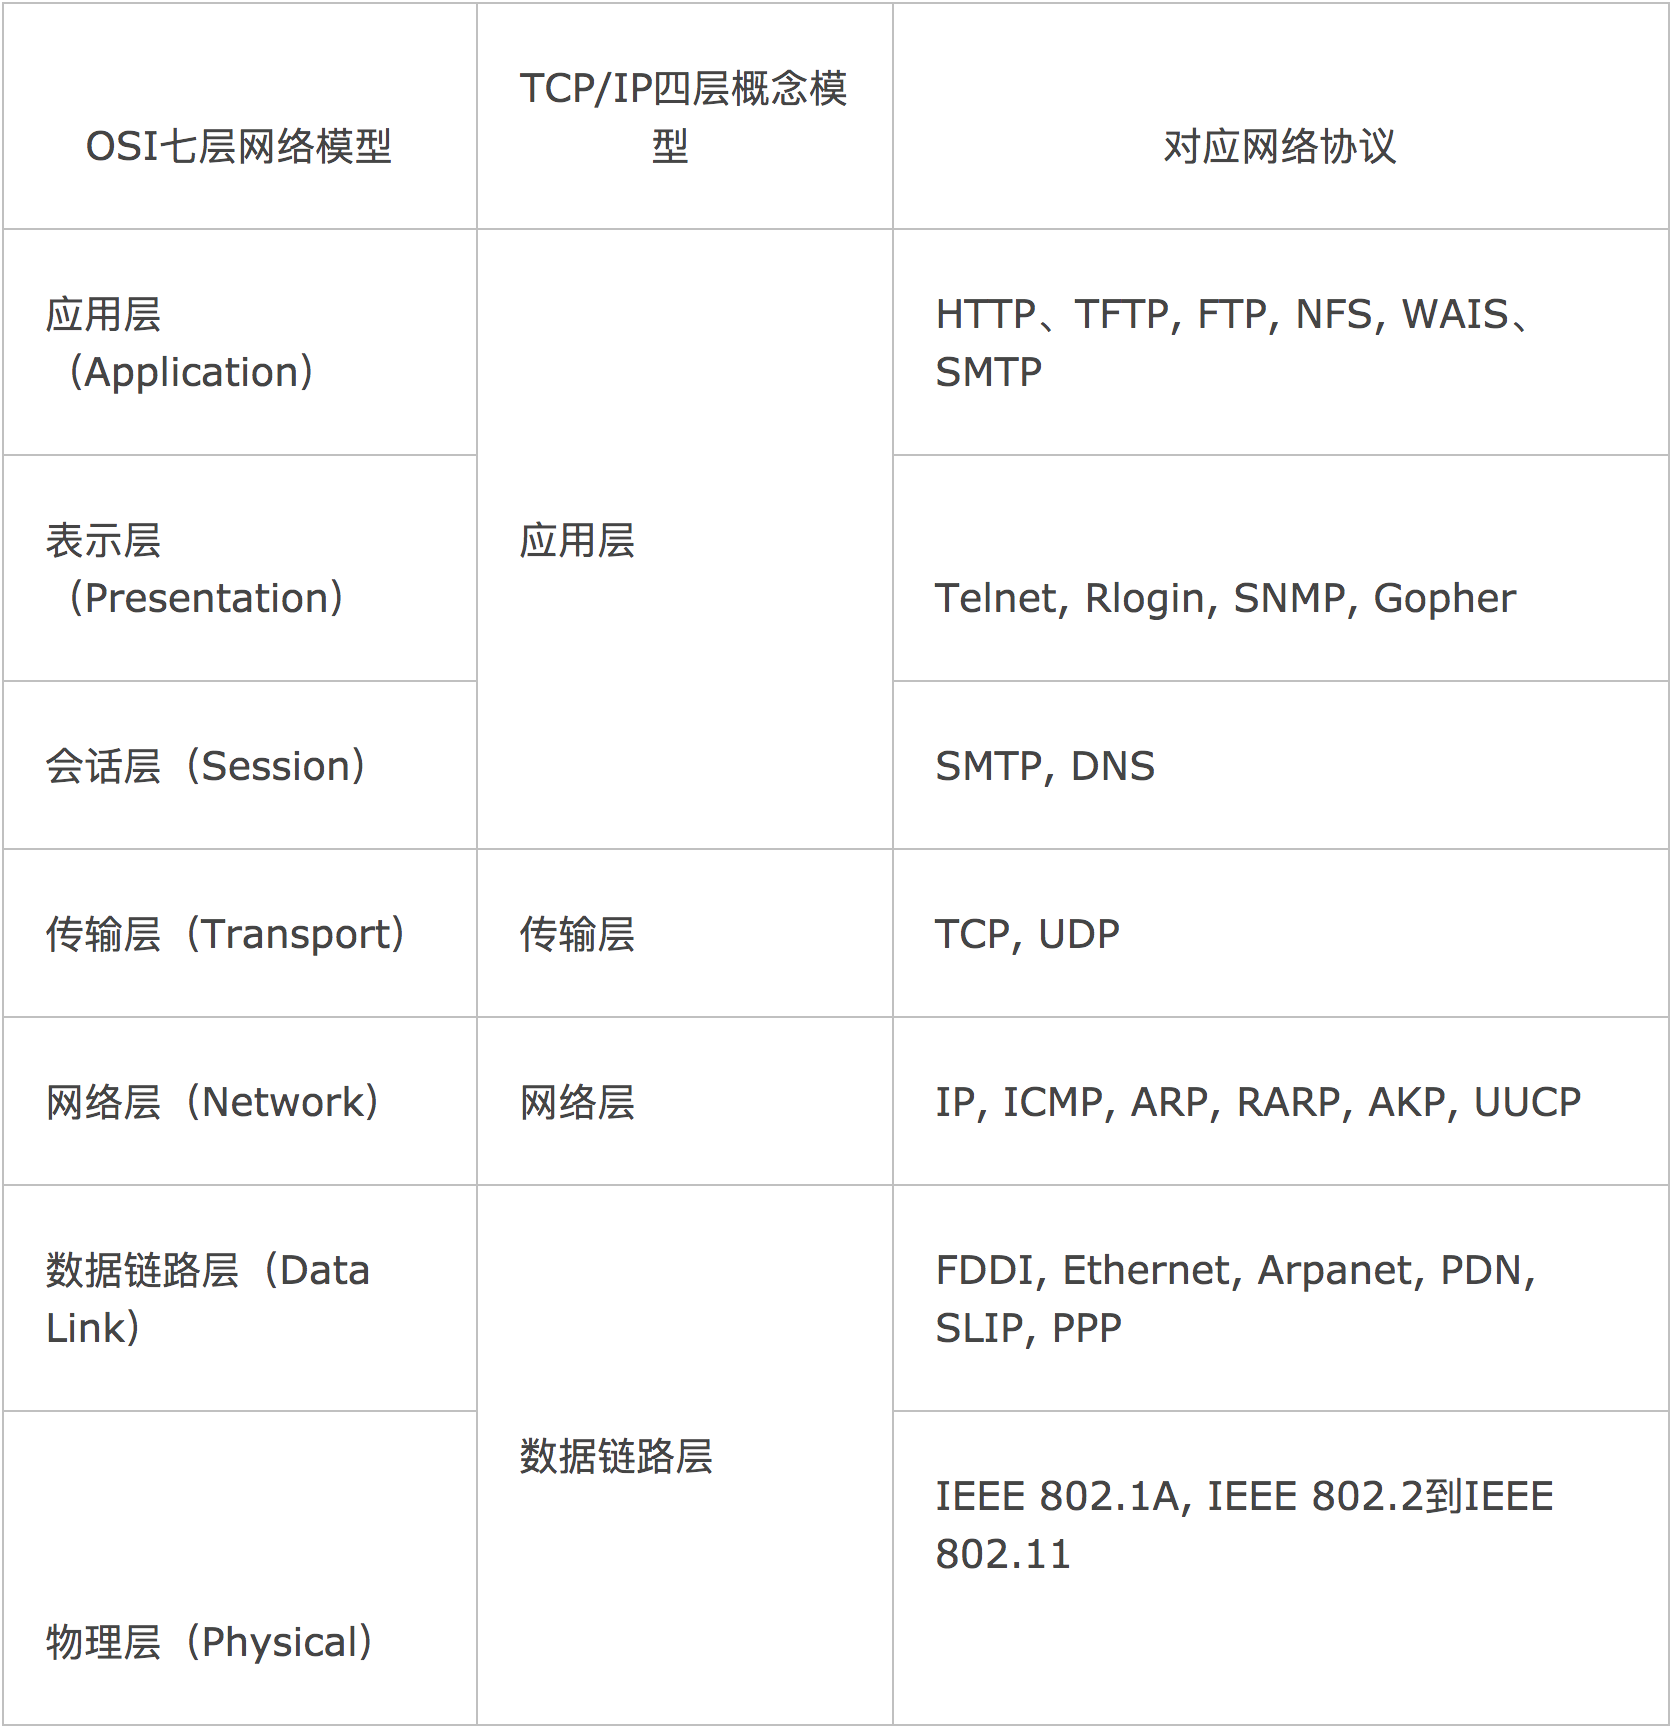 OSI七层网络模型
TCP/IP四层概念模
型
对应网络协议
应用层
（Application）
应用层
HTTP、TFTP, FTP, NFS, WAIS、
SMTP
表示层
（Presentation）
Telnet, Rlogin, SNMP, Gopher
会话层（Session）
SMTP, DNS
传输层（Transport）
传输层
TCP, UDP
网络层（Network）
网络层
IP, ICMP, ARP, RARP, AKP, UUCP
数据链路层（Data
Link）
数据链路层
FDDI, Ethernet, Arpanet, PDN,
SLIP, PPP
物理层（Physical）
IEEE 802.1A, IEEE 802.2到IEEE
802.11